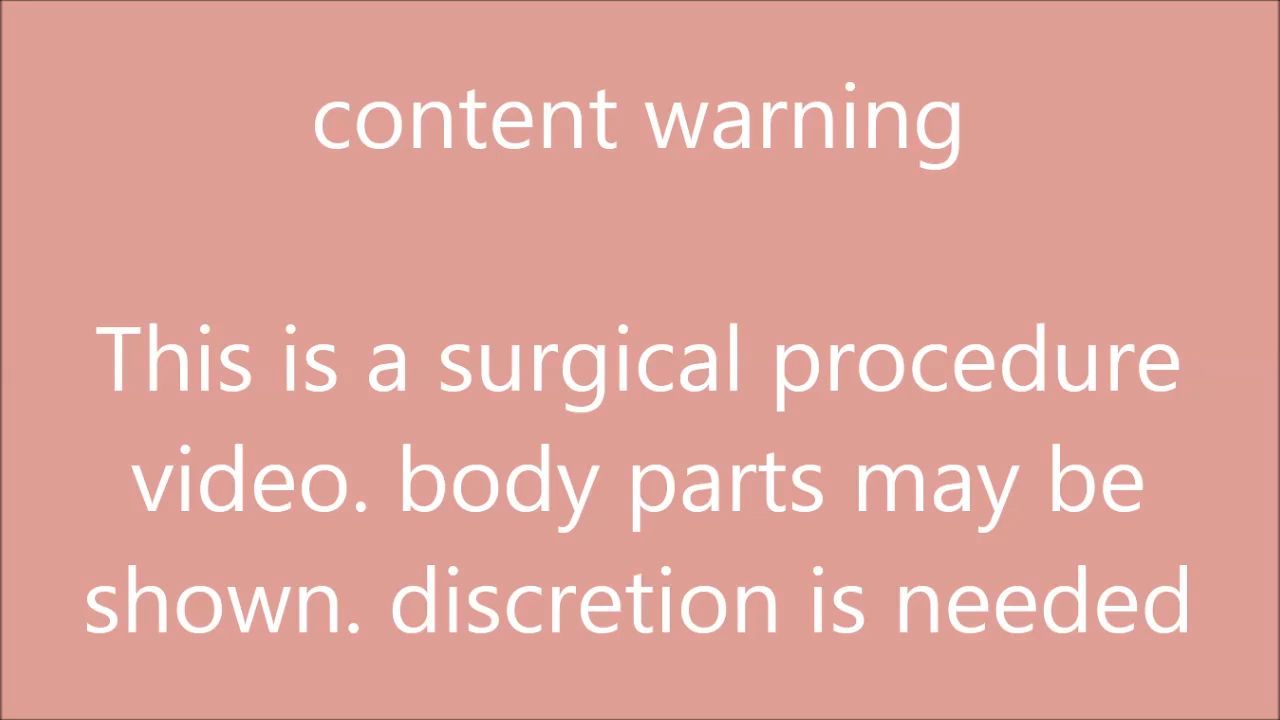 content warning
This is a surgical procedure
video. body parts may be
shown. discretion is needed